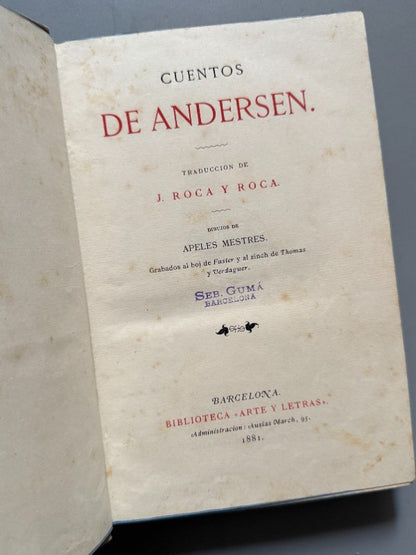 CUENTOS
DE ANDERSEN.
TRADUCCION DE
J. ROCA Y ROCA.
DIBUJOS DE
APELES MESTRES.
Grabados al boj de Fuster y al zinch de Thomas
y Verdaguer.
SEB. GUMÁ
BARCELONA
BARCELONA.
BIBLIOTECA «ARTE Y LETRAS».
Administracion: Ausias March, 95.
1881.